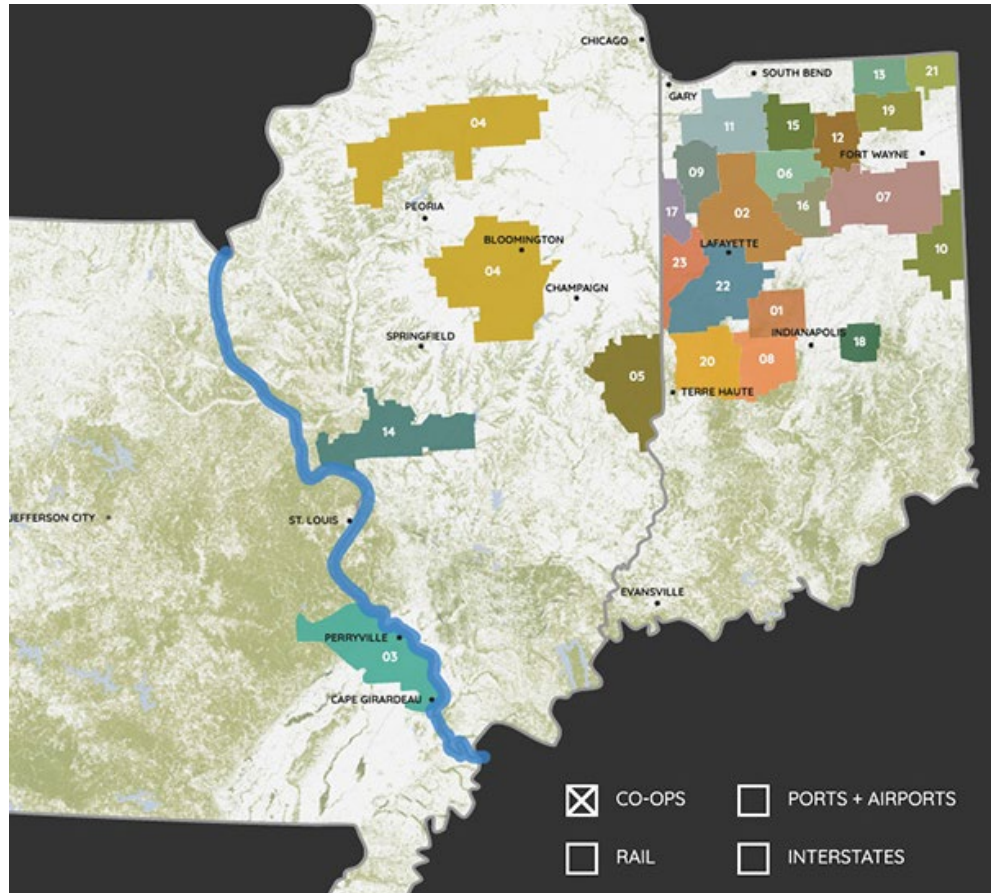 CHICAGO
SOUTH BEND
GARY
13
21
04
11
15
19
12
FORT WAYNE
09
06
07
PEORIA
17
02
16
BLOOMINGTON
LAFAYETTE
10
04
23
22
CHAMPAIGN
01
SPRINGFIELD
INDIANAPOLIS
18
05
20
08
TERRE HAUTE
14
JEFFERSON CITY
ST. LOUIS
EVANSVILLE
PERRYVILLE
03
CAPE GIRARDEAU
CO-OPS
PORTS + AIRPORTS
RAIL
INTERSTATES